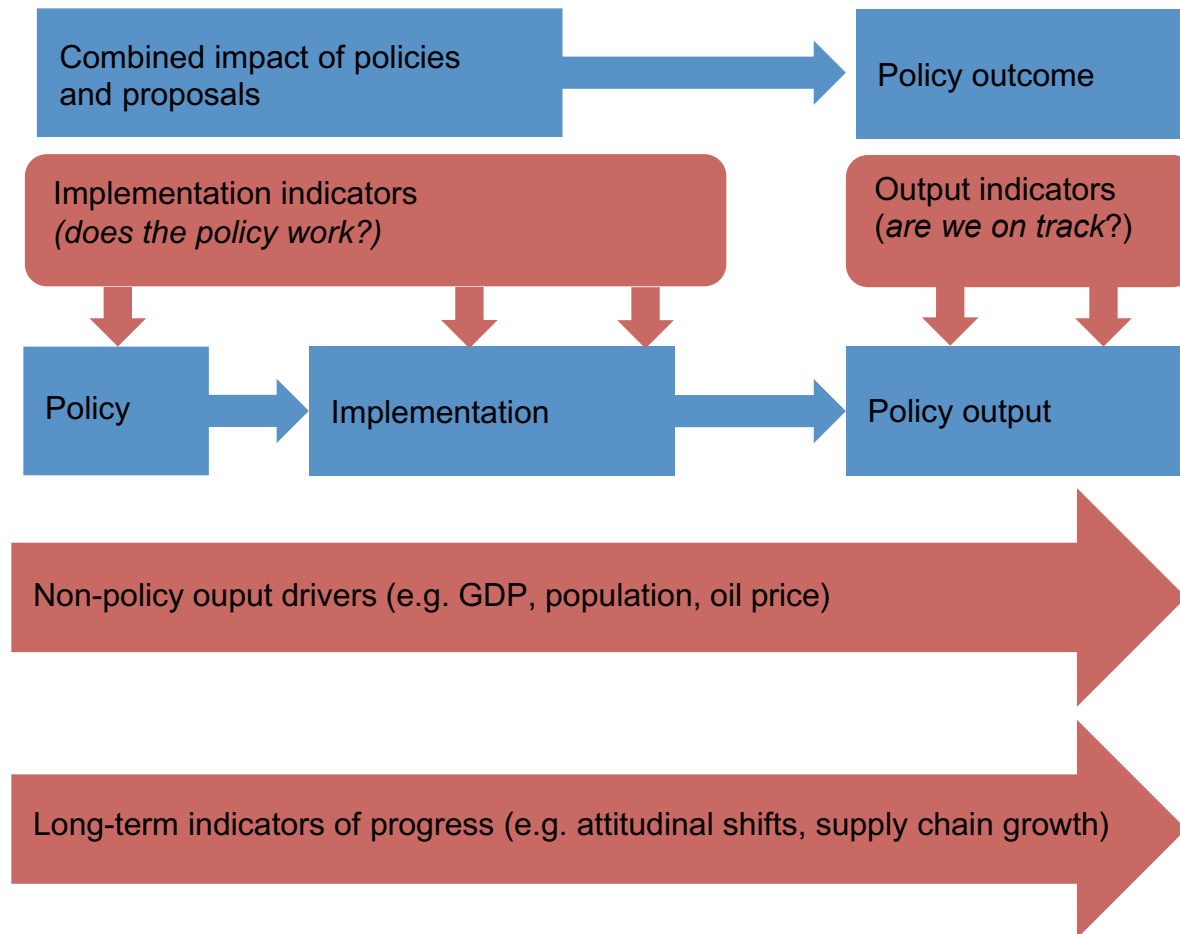 Combined impact of policies
and proposals
Policy outcome
Implementation indicators
(does the policy work?)
Output indicators
(are we on track?)
Policy
Implementation
Policy output
Non-policy ouput drivers (e.g. GDP, population, oil price)
Long-term indicators of progress (e.g. attitudinal shifts, supply chain growth)